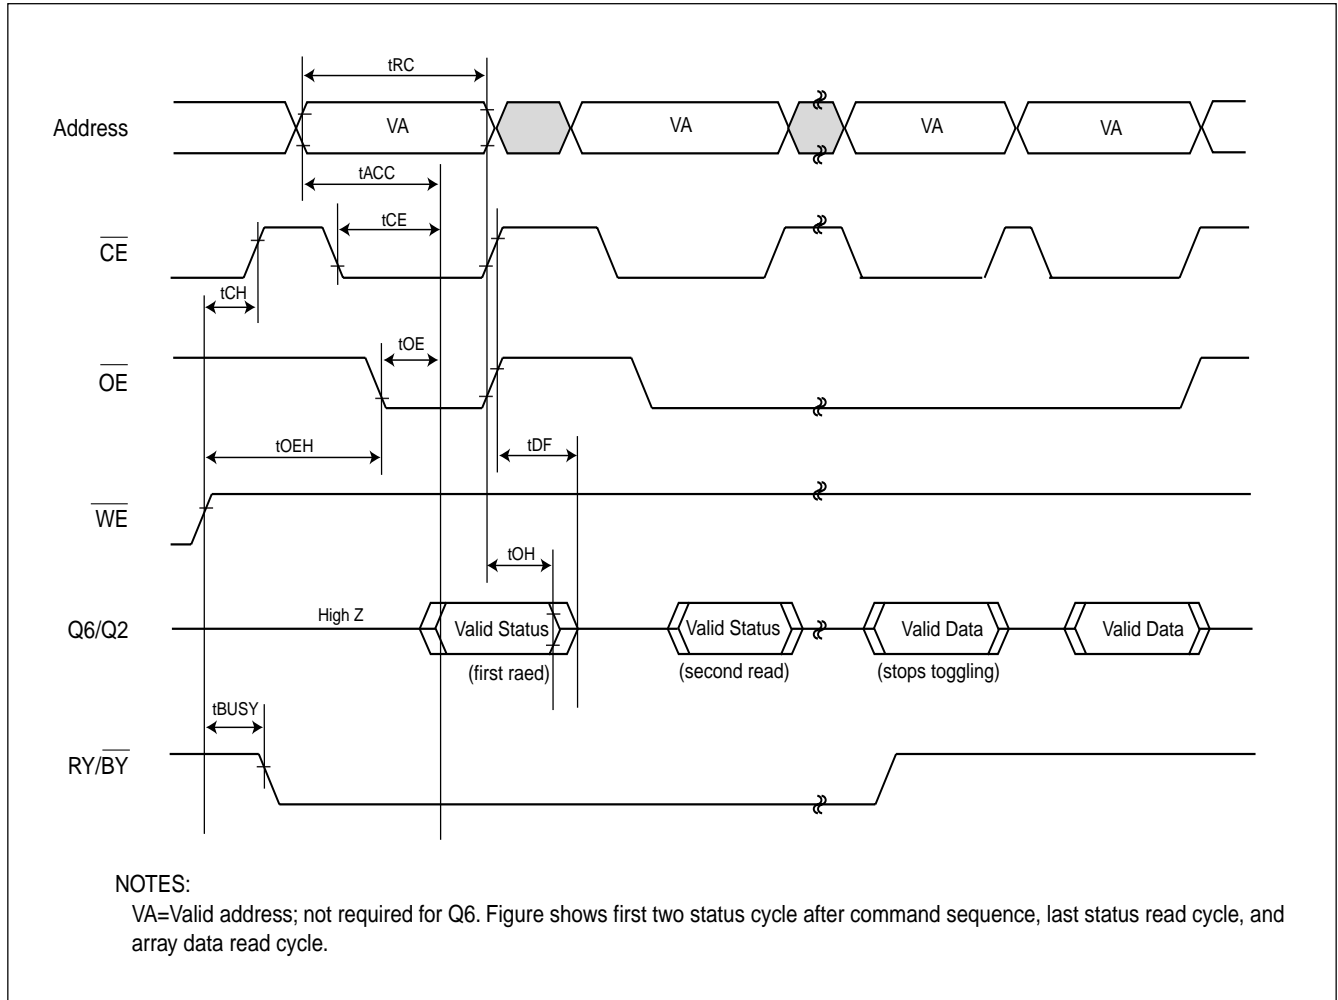 tRC
Address
VA
VA
VA
VA
tACC
tCE
CE
tCH
tOE
OE
tOEH
tDF
WE
tOH
High Z
Q6/Q2
Valid Status
Valid Status
Valid Data
Valid Data
(first raed)
(second read)
(stops toggling)
tBUSY
RY/BY
NOTES:
VA=Valid address; not required for Q6. Figure shows first two status cycle after command sequence, last status read cycle, and
array data read cycle.